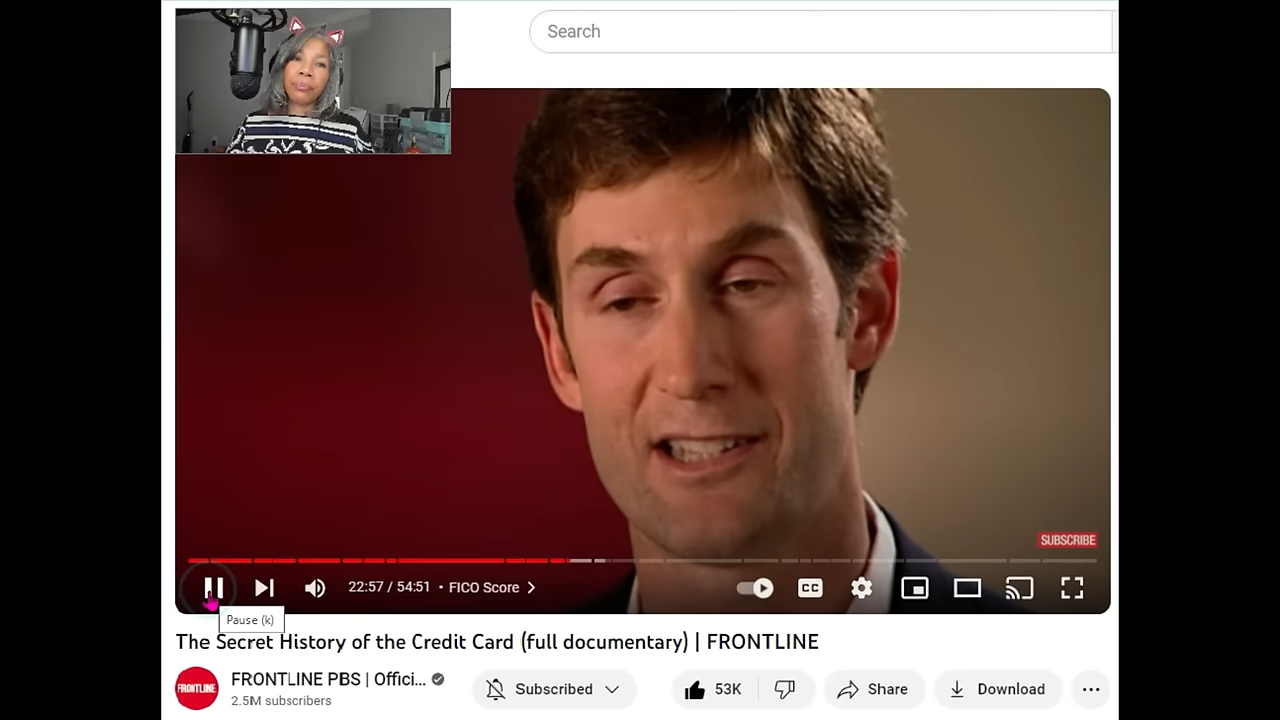 Search
SUBSCRIBE
22:57 / 54:51 • FICO Score
CC
Pause (k)
The Secret History of the Credit Card (full documentary) | FRONTLINE
FRONTLINE
FRONTLINE PBS | Offici...
2.5M subscribers
Subscribed
53K
Share
Download